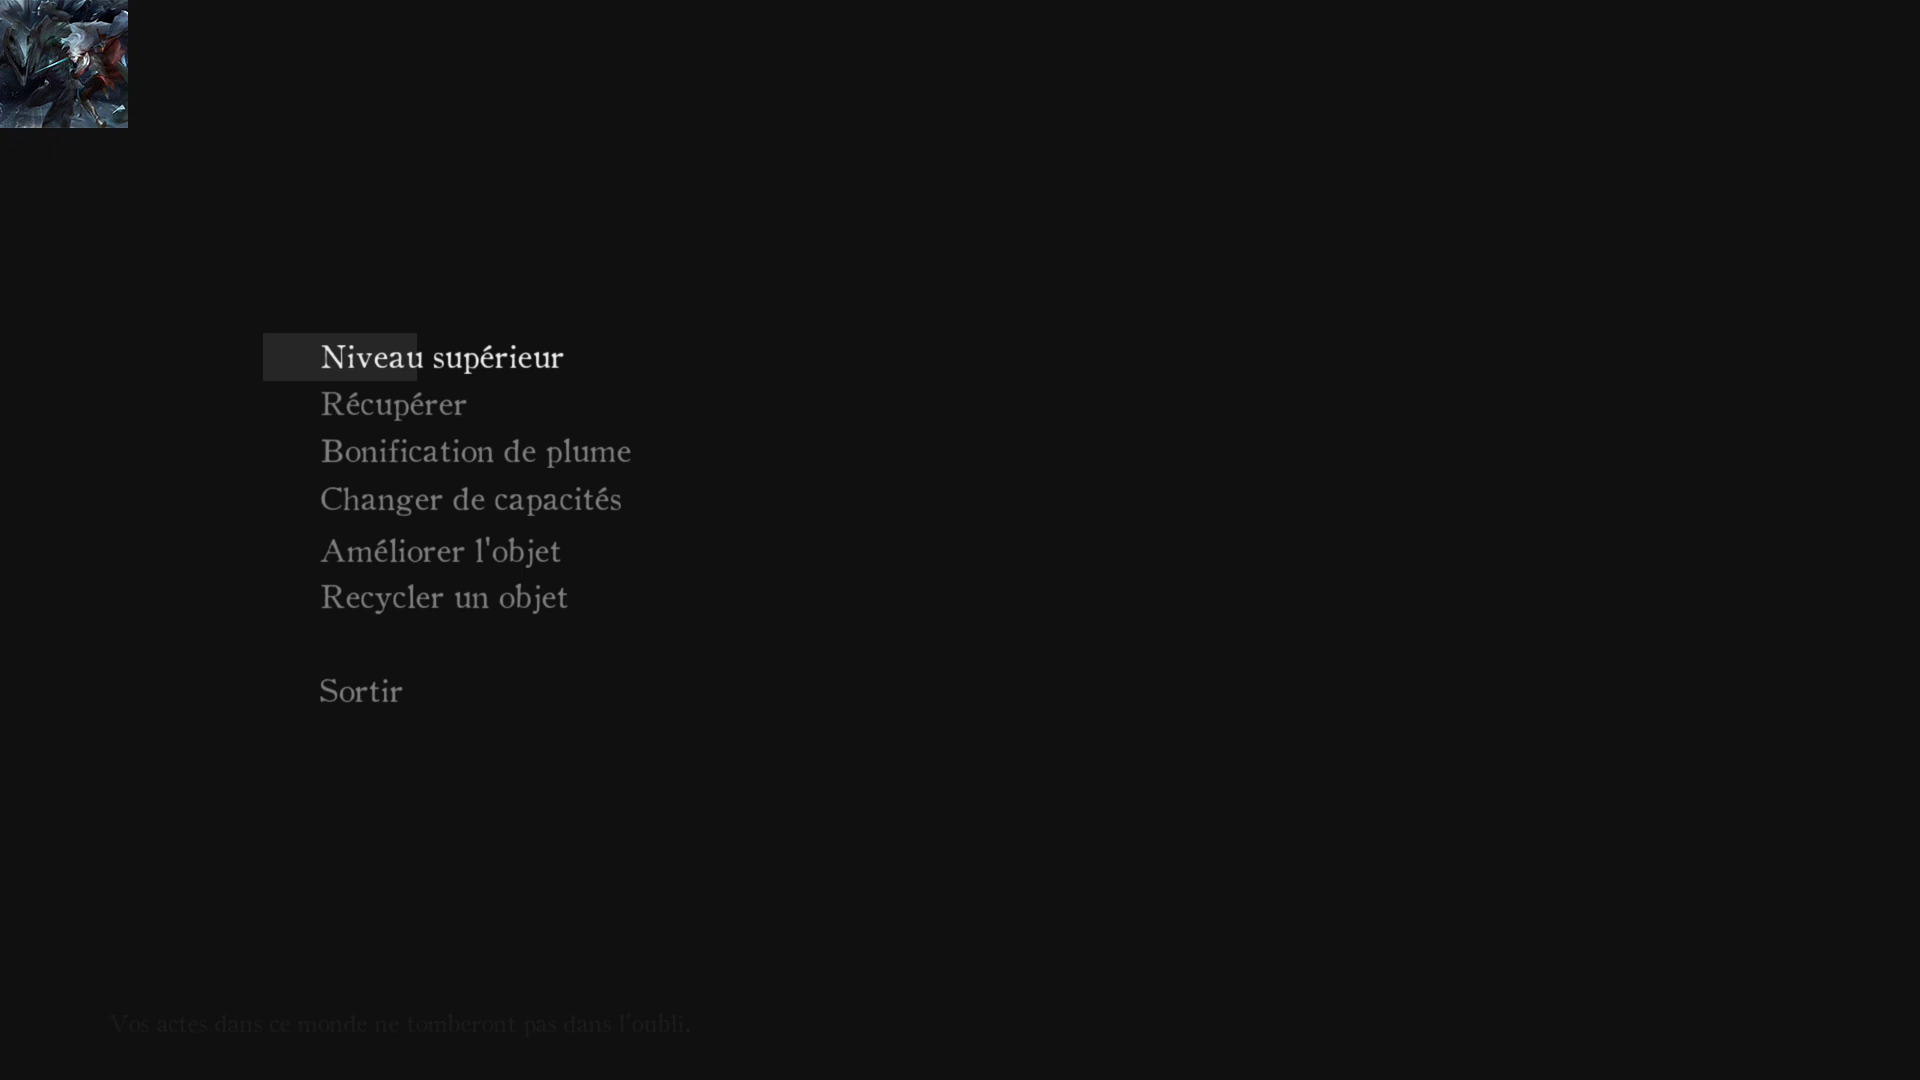 Niveau supérieur
Récupérer
Bonification de plume
Changer de capacités
Améliorer l'objet
Recycler un objet
Sortir
Vos actes dans ce monde ne tomberont pas dans l'oubli.